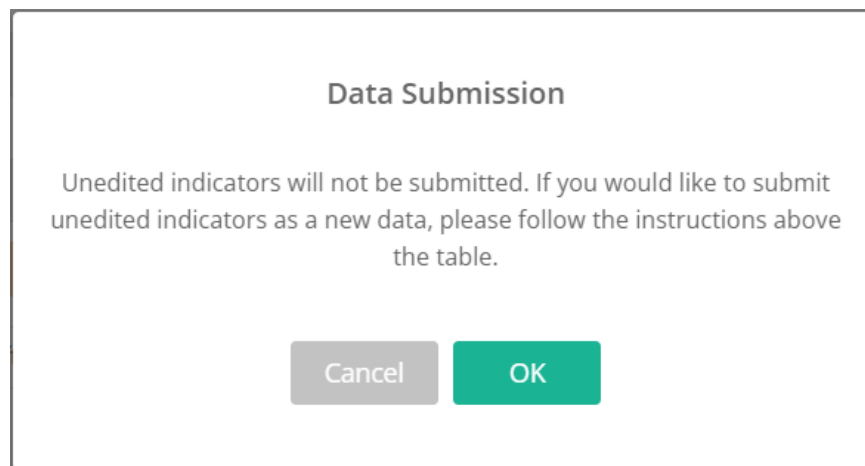 Data Submission
Unedited indicators will not be submitted. If you would like to submit
unedited indicators as a new data, please follow the instructions above
the table.
Cancel
OK